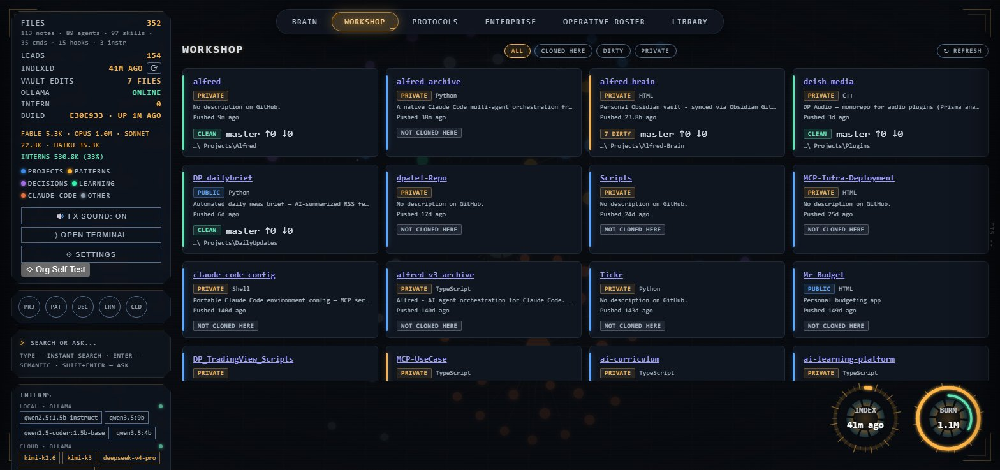 FILES 352
113 notes · 89 agents · 97 skills ·
35 cmds · 15 hooks · 3 instr
LEADS 154
INDEXED 41M AGO
VAULT EDITS 7 FILES
OLLAMA ONLINE
INTERN 0
BUILD E30E933 · UP 1M AGO
FABLE 5.3K · OPUS 1.0M · SONNET
22.3K · HAIKU 35.3K
INTERNS 530.8K (33%)
PROJECTS PATTERNS
DECISIONS LEARNING
CLAUDE-CODE OTHER
FX SOUND: ON
⟩ OPEN TERMINAL
⚙ SETTINGS
◇ Org Self-Test
PRJ PAT DEC LRN CLD
> SEARCH OR ASK...
TYPE — INSTANT SEARCH · ENTER —
SEMANTIC · SHIFT+ENTER — ASK
INTERNS
LOCAL · OLLAMA
qwen2.5:1.5b-instruct qwen3.5:9b
qwen2.5-coder:1.5b-base qwen3.5:4b
CLOUD · OLLAMA
kimi-k2.6 kimi-k3 deepseek-v4-pro
BRAIN WORKSHOP PROTOCOLS ENTERPRISE OPERATIVE ROSTER LIBRARY
WORKSHOP
ALL CLONED HERE DIRTY PRIVATE
↻ REFRESH
alfred
PRIVATE
No description on GitHub.
Pushed 9m ago
CLEAN master ↑0 ↓0
…\_Projects\Alfred
alfred-archive
PRIVATE Python
A native Claude Code multi-agent orchestration fr…
Pushed 38m ago
NOT CLONED HERE
alfred-brain
PRIVATE HTML
Personal Obsidian vault - synced via Obsidian Git…
Pushed 23.8h ago
7 DIRTY master ↑0 ↓0
…\_Projects\Alfred-Brain
deish-media
PRIVATE C++
DP Audio — monorepo for audio plugins (Prisma ana…
Pushed 3d ago
CLEAN master ↑0 ↓0
…\_Projects\Plugins
DP_dailybrief
PUBLIC Python
Automated daily news brief — AI-summarized RSS fe…
Pushed 6d ago
CLEAN master ↑0 ↓0
…\_Projects\DailyUpdates
dpatel-Repo
PRIVATE
No description on GitHub.
Pushed 17d ago
NOT CLONED HERE
Scripts
PRIVATE
No description on GitHub.
Pushed 24d ago
NOT CLONED HERE
MCP-Infra-Deployment
PRIVATE HTML
No description on GitHub.
Pushed 25d ago
NOT CLONED HERE
claude-code-config
PRIVATE Shell
Portable Claude Code environment config — MCP ser…
Pushed 140d ago
NOT CLONED HERE
alfred-v3-archive
PRIVATE TypeScript
Alfred - AI agent orchestration for Claude Code. …
Pushed 140d ago
NOT CLONED HERE
Tickr
PRIVATE Python
No description on GitHub.
Pushed 143d ago
NOT CLONED HERE
Mr-Budget
PUBLIC HTML
Personal budgeting app
Pushed 149d ago
NOT CLONED HERE
DP_TradingView_Scripts
PRIVATE
MCP-UseCase
PRIVATE TypeScript
ai-curriculum
PRIVATE TypeScript
ai-learning-platform
PRIVATE TypeScript
TTS --
INDEX
41m ago
BURN
1.1M